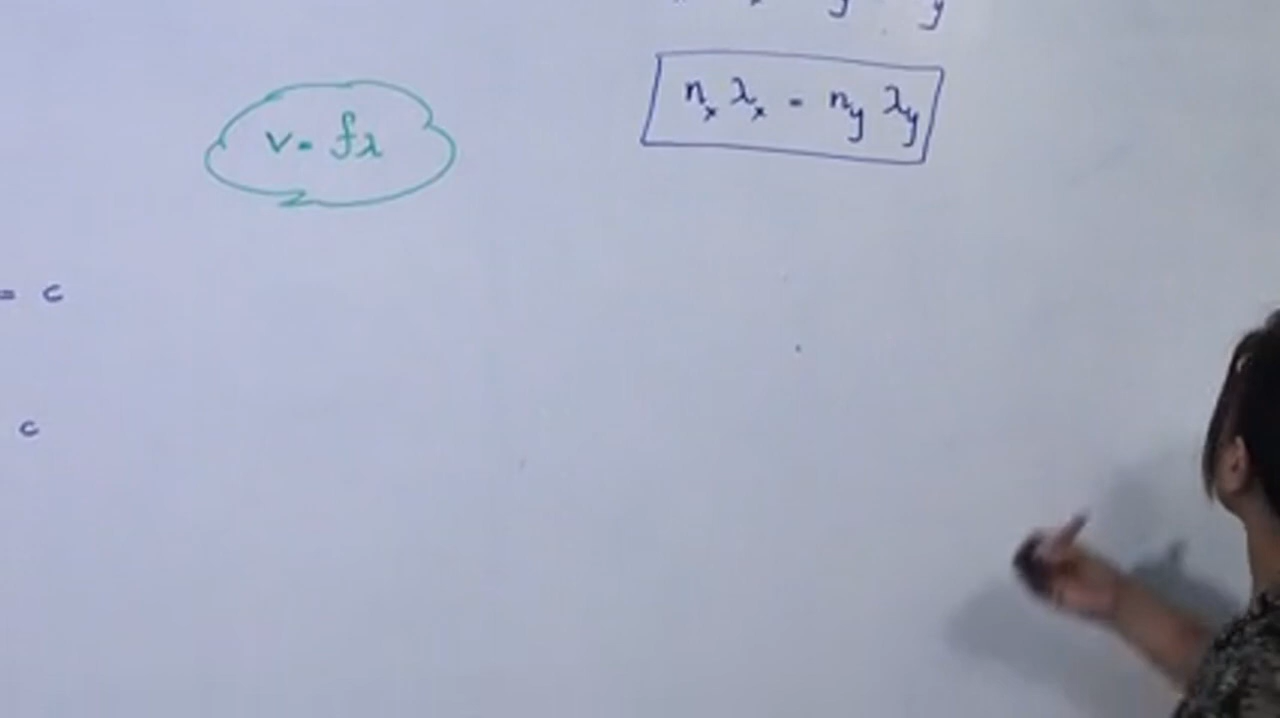 v = fλ
nₓ λₓ = n_y λ_y
= c
c